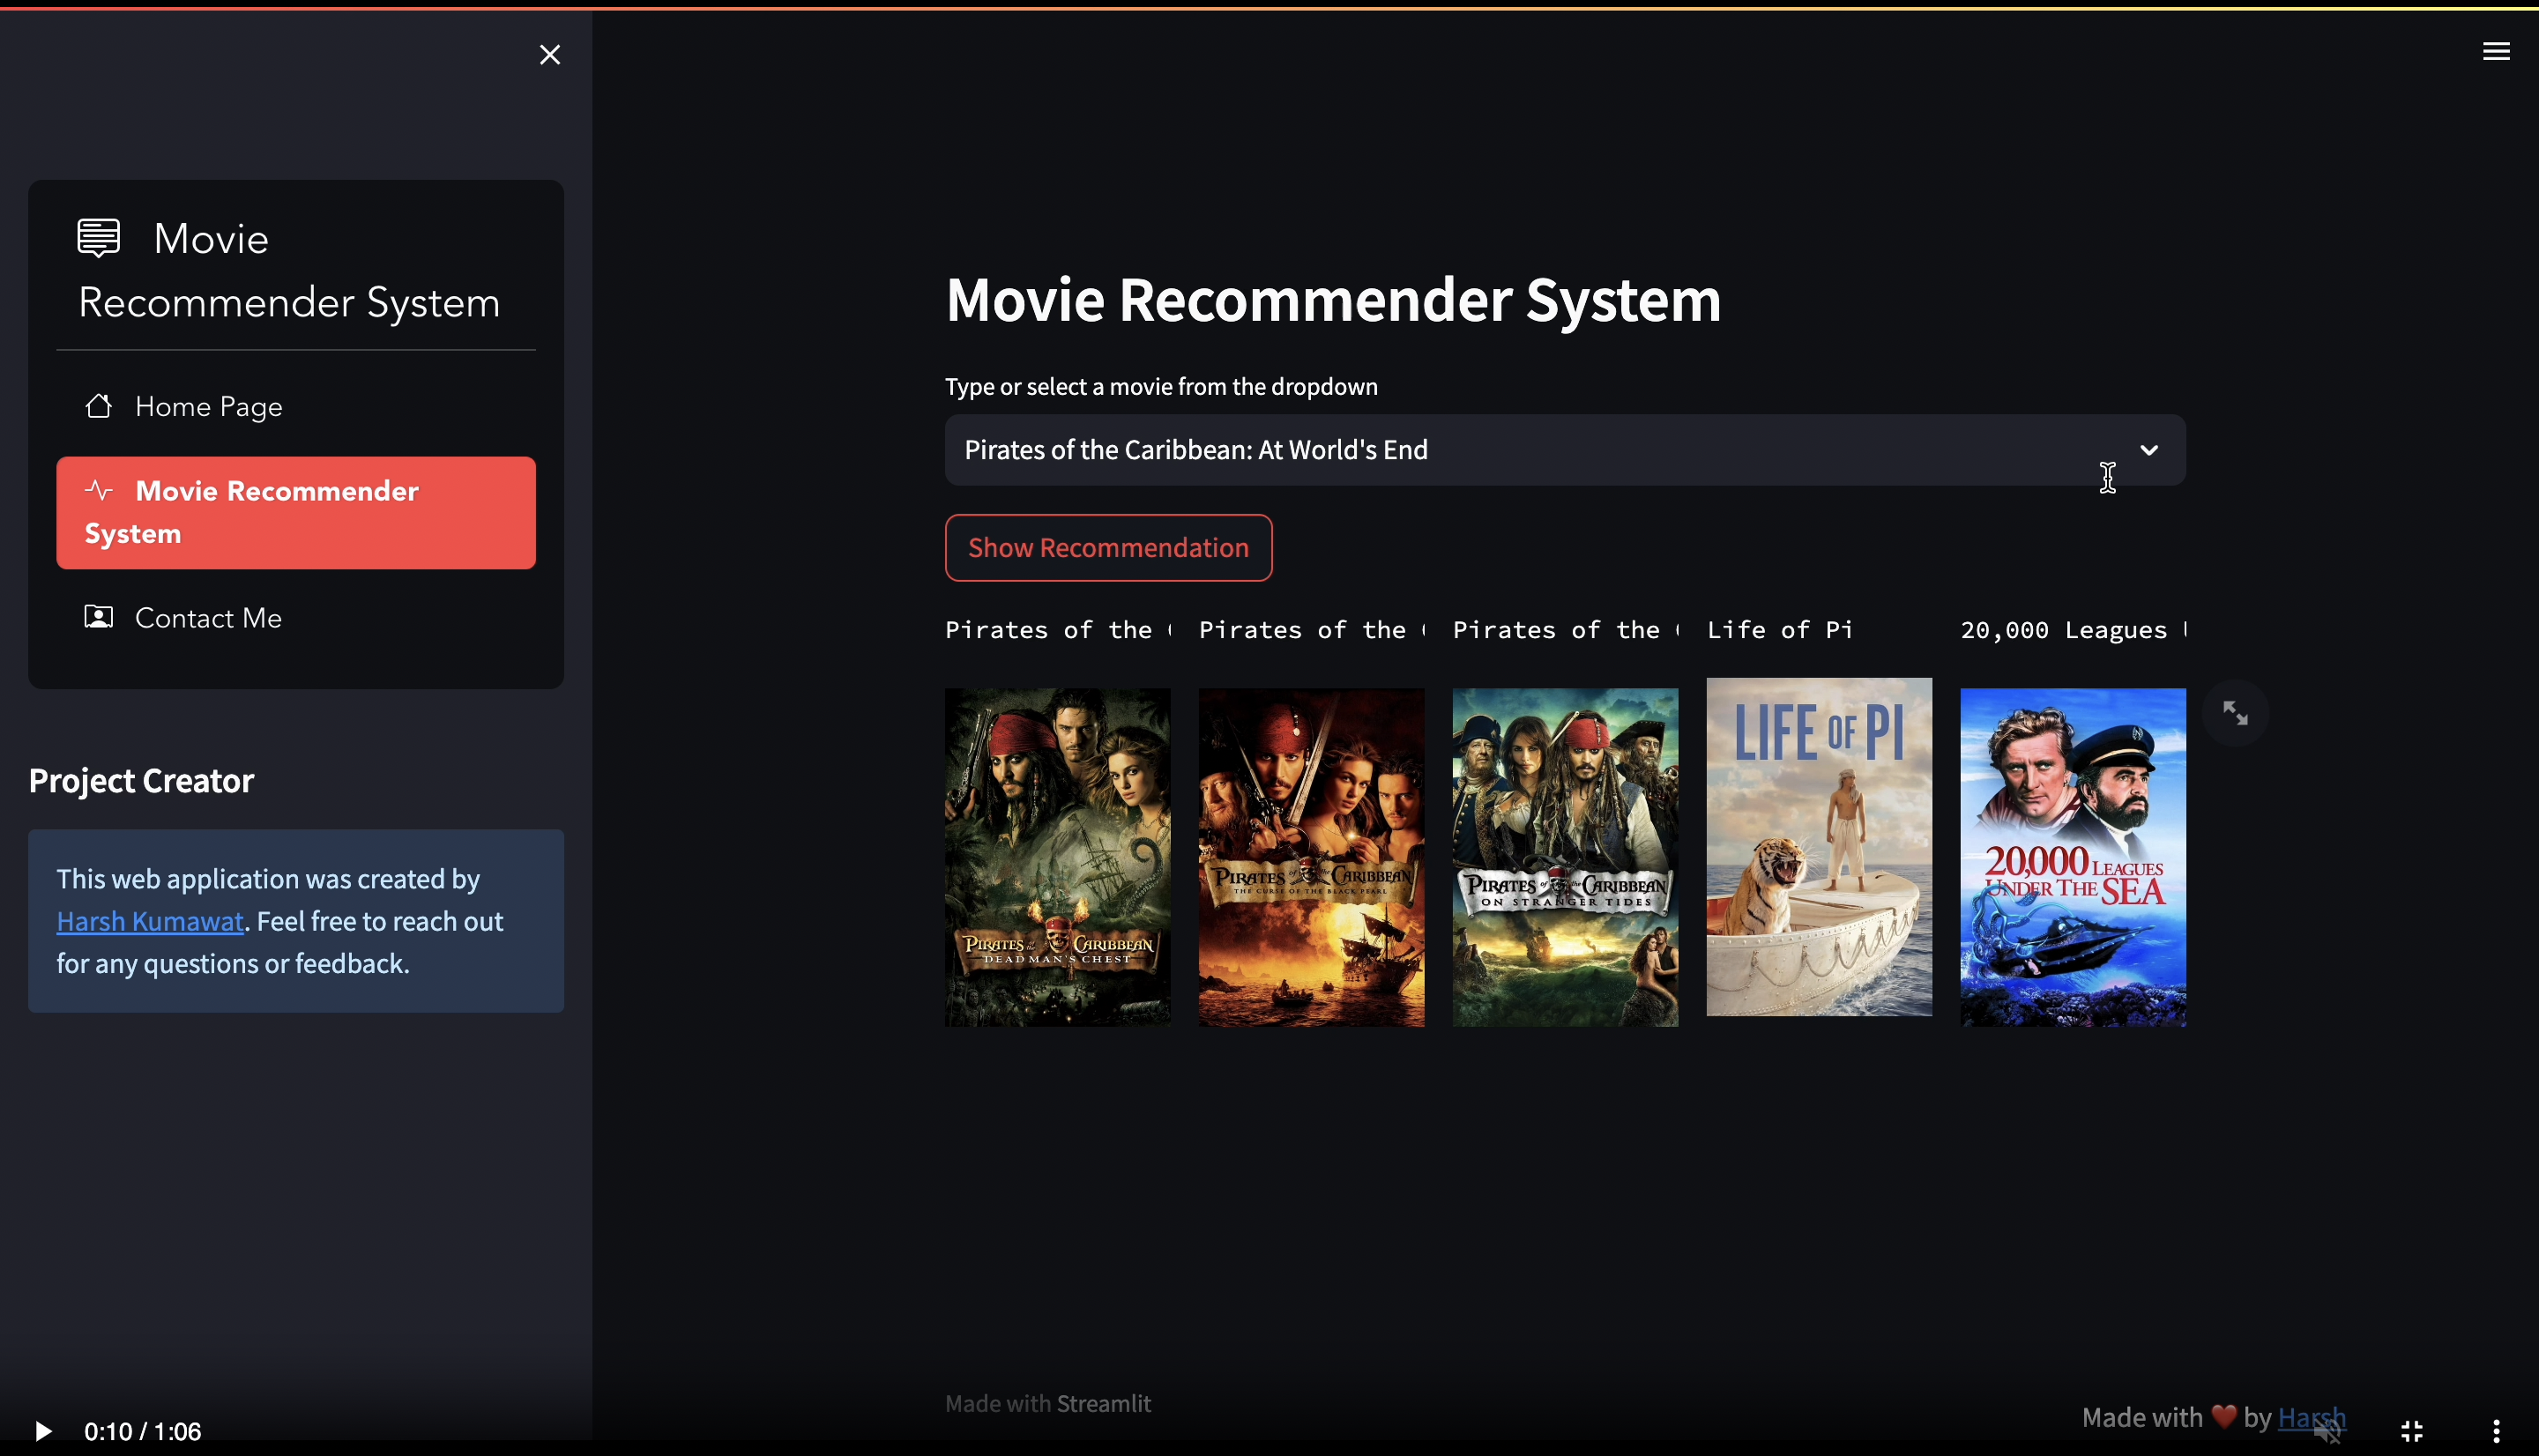 Movie
Recommender System
Home Page
Movie Recommender
System
Contact Me
Project Creator
This web application was created by
Harsh Kumawat. Feel free to reach out
for any questions or feedback.
Movie Recommender System
Type or select a movie from the dropdown
Pirates of the Caribbean: At World's End
Show Recommendation
Pirates of the
Pirates of the
Pirates of the
Life of Pi
20,000 Leagues
PIRATES of the CARIBBEAN
DEAD MAN'S CHEST
PIRATES of the CARIBBEAN
THE CURSE OF THE BLACK PEARL
PIRATES of the CARIBBEAN
ON STRANGER TIDES
LIFE OF PI
20,000 LEAGUES
UNDER THE SEA
Made with Streamlit
Made with ❤️ by Harsh
0:10 / 1:06